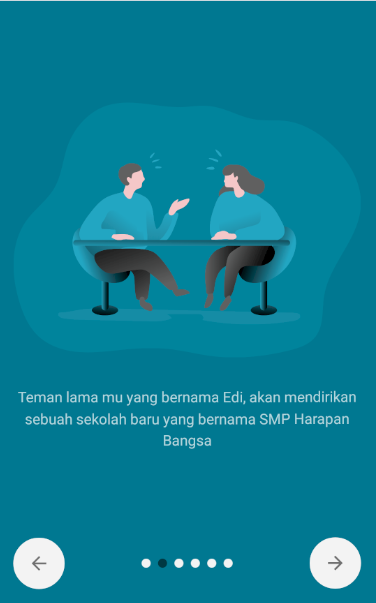 Teman lama mu yang bernama Edi, akan mendirikan
sebuah sekolah baru yang bernama SMP Harapan
Bangsa